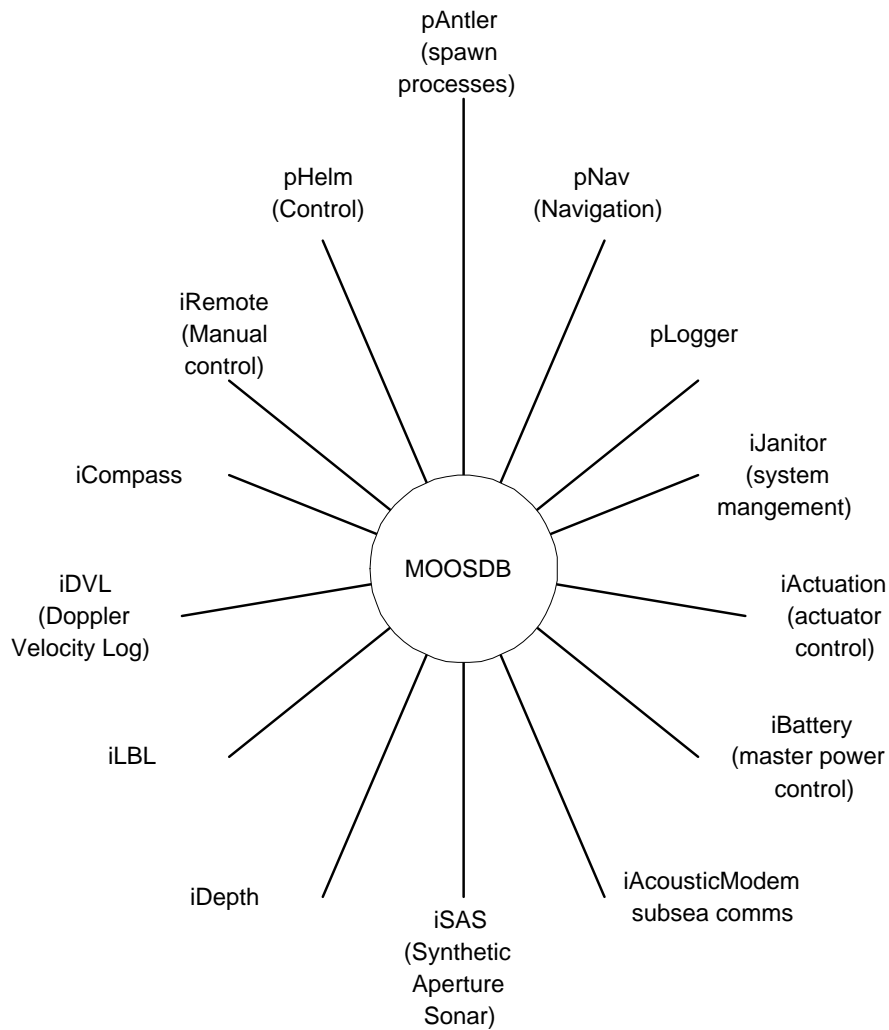 pAntler
(spawn
processes)
pHelm
(Control)
pNav
(Navigation)
iRemote
(Manual
control)
pLogger
iCompass
iJanitor
(system
mangement)
MOOSDB
iDVL
(Doppler
Velocity Log)
iActuation
(actuator
control)
iLBL
iBattery
(master power
control)
iDepth
iAcousticModem
subsea comms
iSAS
(Synthetic
Aperture
Sonar)